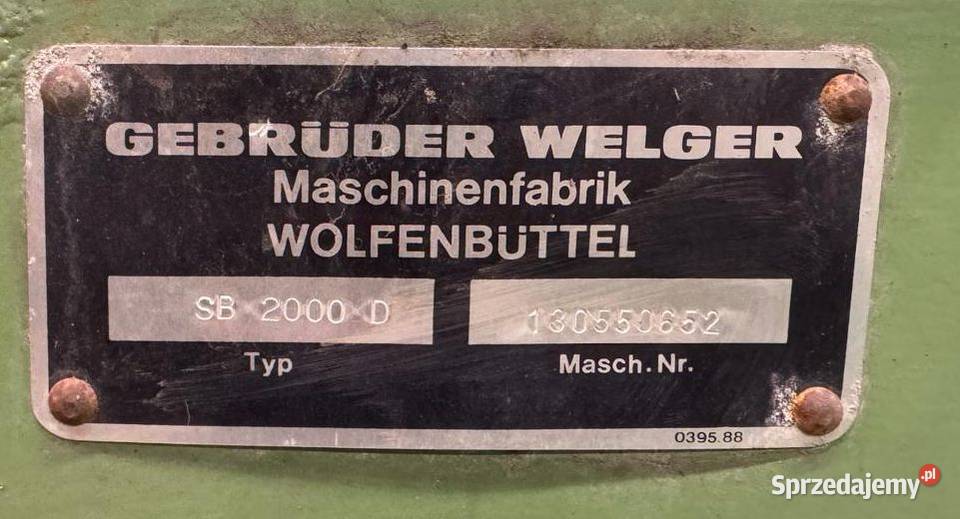 GEBRÜDER WELGER
Maschinenfabrik
WOLFENBÜTTEL
SB 2000 D
130550652
Typ
Masch.Nr.
0395.88
Sprzedajemy.pl